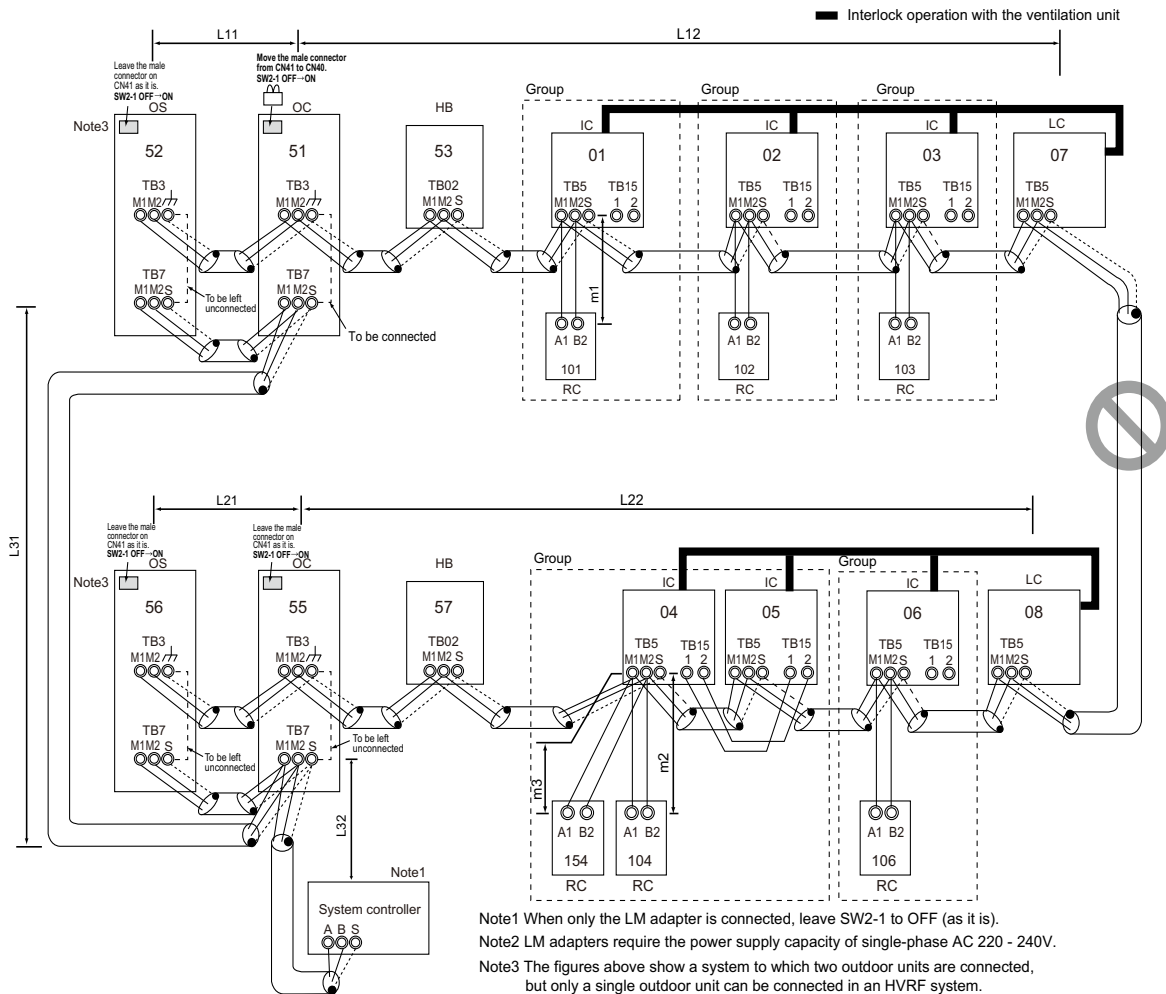 Interlock operation with the ventilation unit
L11
L12
Leave the male
connector on
CN41 as it is.
SW2-1 OFF→ON
Move the male connector
from CN41 to CN40.
SW2-1 OFF→ON
OS
OC
HB
Group
Group
Group
IC
IC
IC
LC
Note3
52
51
53
01
02
03
07
TB3
TB3
TB02
TB5
TB15
TB5
TB15
TB5
TB15
TB5
M1M2
M1M2
M1M2 S
M1M2S
1 2
M1M2S
1 2
M1M2S
1 2
M1M2S
TB7
TB7
M1M2S
M1 M2 S
To be left
unconnected
To be connected
m1
A1 B2
101
RC
A1 B2
102
RC
A1 B2
103
RC
L31
L21
L22
Leave the male
connector on
CN41 as it is.
SW2-1 OFF→ON
Leave the male
connector on
CN41 as it is.
SW2-1 OFF→ON
OS
OC
HB
Group
Group
IC
IC
IC
LC
Note3
56
55
57
04
05
06
08
TB3
TB3
TB02
TB5
TB15
TB5
TB15
TB5
TB15
TB5
M1M2
M1M2
M1M2 S
M1M2S
1 2
M1M2S
1 2
M1M2S
1 2
M1M2S
TB7
TB7
M1M2S
M1M2 S
To be left
unconnected
To be left
unconnected
m3
m2
L32
A1 B2
154
RC
A1 B2
104
RC
A1 B2
106
RC
Note1
System controller
A B S
Note1 When only the LM adapter is connected, leave SW2-1 to OFF (as it is).
Note2 LM adapters require the power supply capacity of single-phase AC 220 - 240V.
Note3 The figures above show a system to which two outdoor units are connected,
but only a single outdoor unit can be connected in an HVRF system.